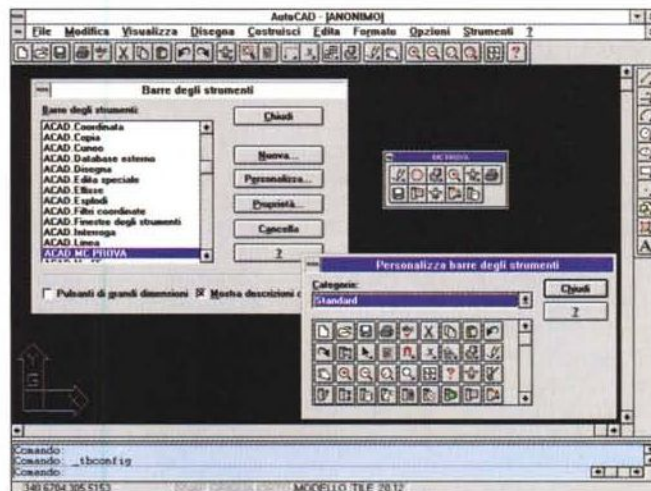 AutoCAD - [ANONIMO]
File Modifica Visualizza Disegna Costruisci Edita Formato Opzioni Strumenti ?
Barre degli strumenti
Barre degli strumenti:
ACAD.Coordinata
ACAD.Copia
ACAD.Cuneo
ACAD.Database esterno
ACAD.Disegna
ACAD.Edita speciale
ACAD.Ellisse
ACAD.Esplodi
ACAD.Filtri coordinate
ACAD.Finestre degli strumenti
ACAD.Interroga
ACAD.Linea
ACAD.MC PROVA
Chiudi
Nuova...
Personalizza...
Proprietà...
Cancella
?
Pulsanti di grandi dimensioni
Mostra descrizioni
MC PROVA
Personalizza barre degli strumenti
Categoria:
Standard
Chiudi
?
A
Y
G
X
Comando:
Comando: _tbconfig
Comando:
MODELLO TILE 20.12